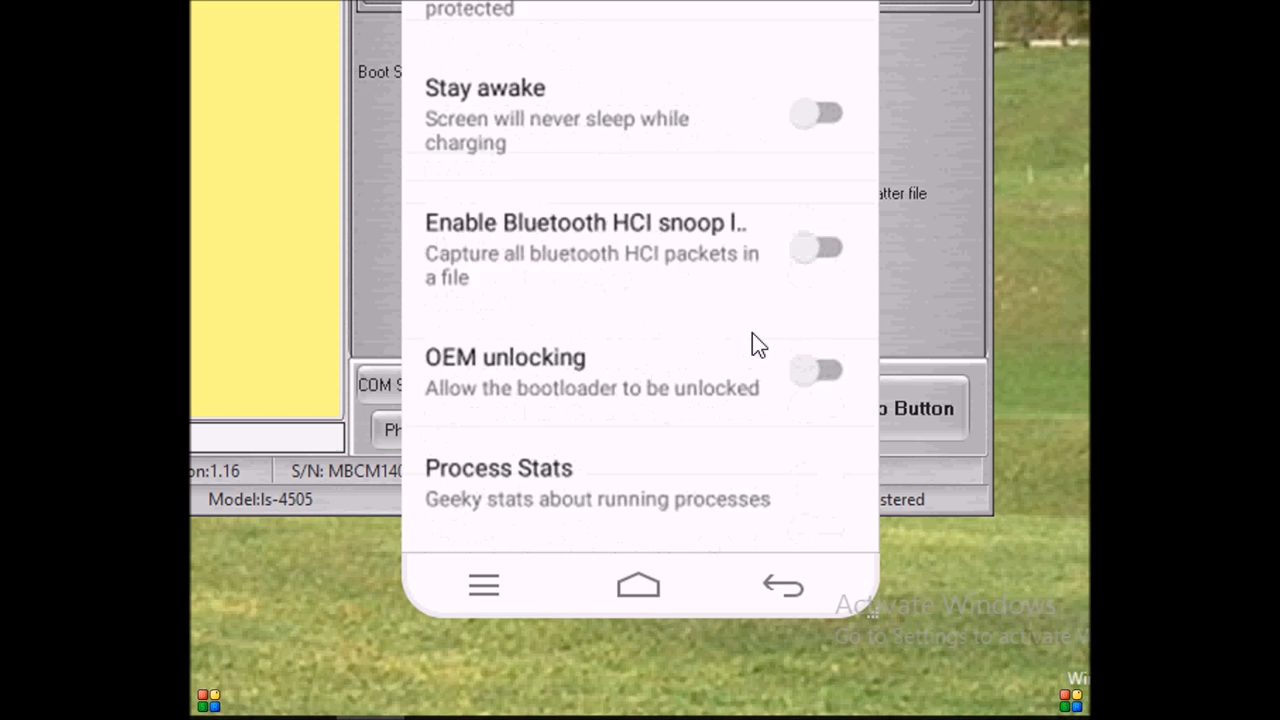 protected
Boot S
Stay awake
Screen will never sleep while
charging
atter file
Enable Bluetooth HCI snoop l..
Capture all bluetooth HCI packets in
a file
OEM unlocking
Allow the bootloader to be unlocked
COM S
p Button
Ph
Process Stats
Geeky stats about running processes
on:1.16
S/N: MBCM140
Model:ls-4505
stered
Activate Windows
Go to Settings to activate W
Wi